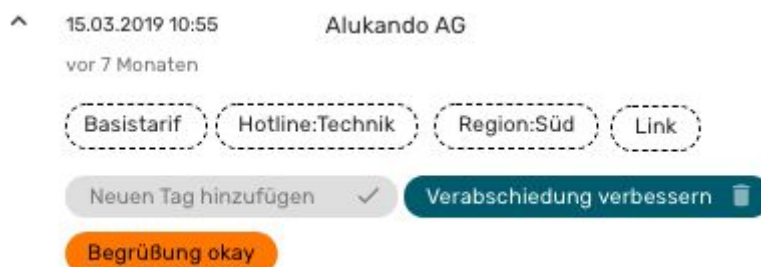 15.03.2019 10:55 Alukando AG
vor 7 Monaten
Basistarif Hotline:Technik Region:Süd Link
Neuen Tag hinzufügen Verabschiedung verbessern
Begrüßung okay